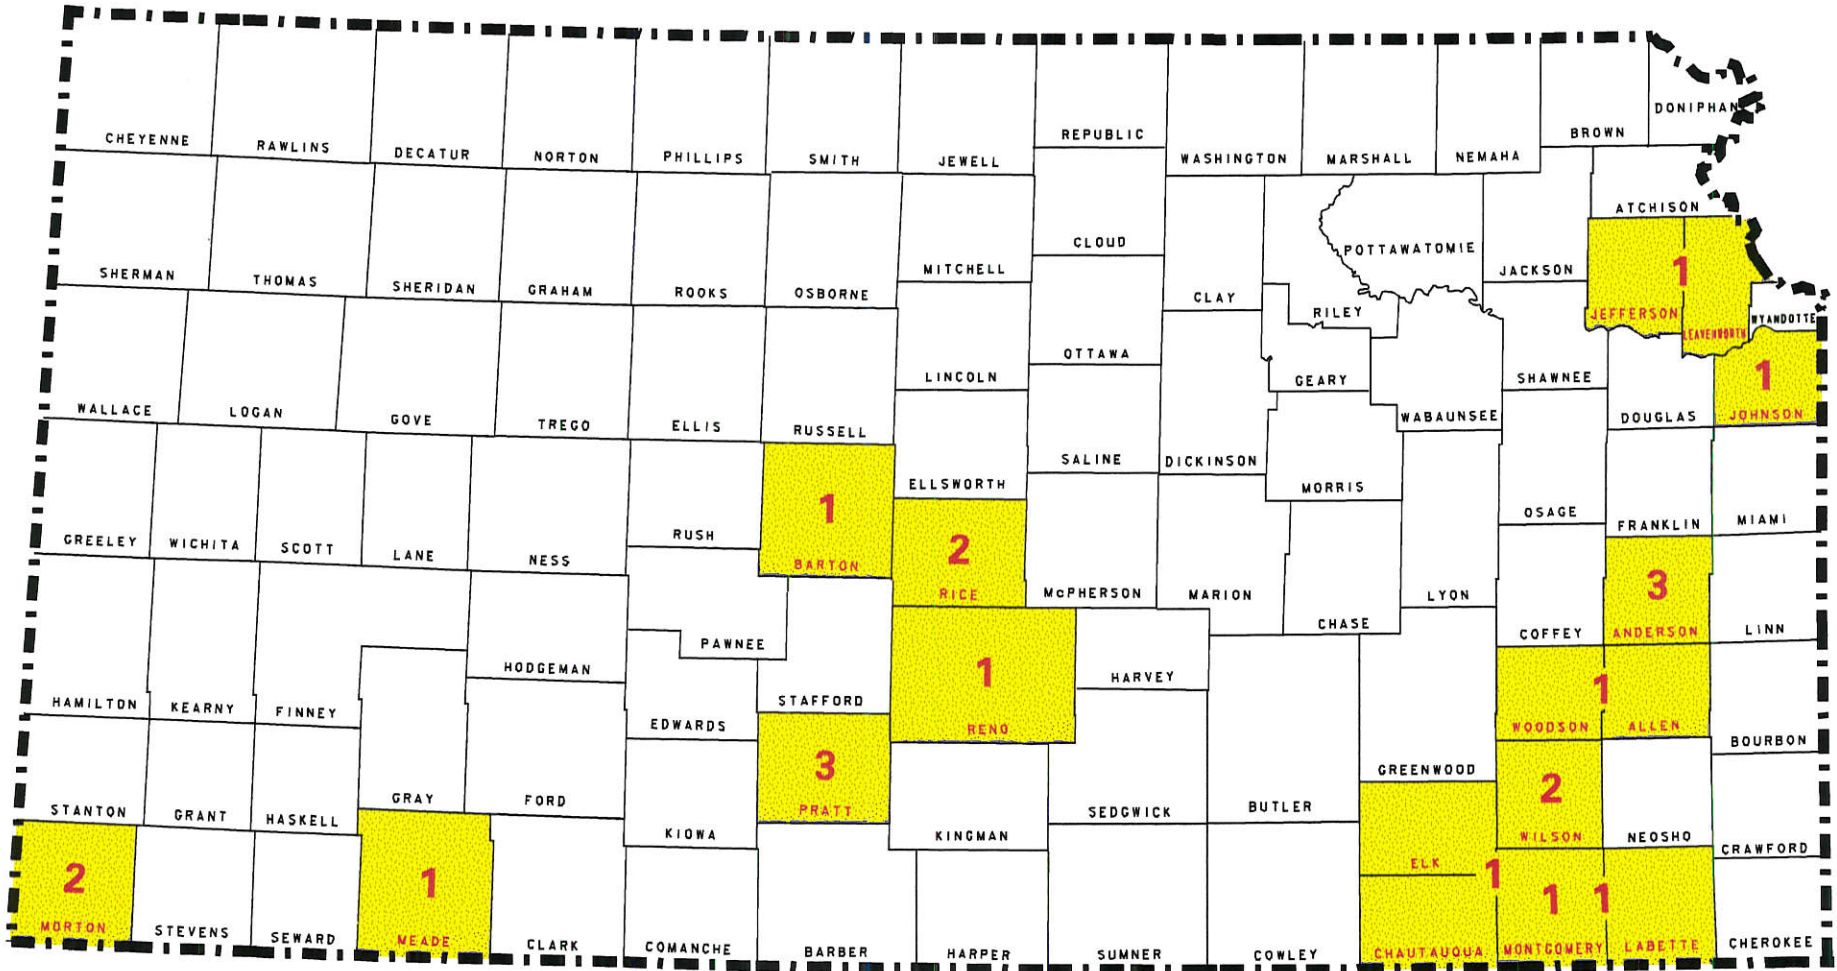 CHEYENNE RAWLINS DECATUR NORTON PHILLIPS SMITH JEWELL REPUBLIC WASHINGTON MARSHALL NEMAHA BROWN DONIPHAN
ATCHISON
SHERMAN THOMAS SHERIDAN GRAHAM ROOKS OSBORNE MITCHELL CLOUD CLAY RILEY POTTAWATOMIE JACKSON 1
JEFFERSON LEAVENWORTH WYANDOTTE
WALLACE LOGAN GOVE TREGO ELLIS RUSSELL LINCOLN OTTAWA GEARY WABAUNSEE SHAWNEE DOUGLAS 1
JOHNSON
GREELEY WICHITA SCOTT LANE NESS RUSH 1
BARTON
ELLSWORTH SALINE DICKINSON MORRIS OSAGE FRANKLIN MIAMI
2
RICE
McPHERSON MARION CHASE LYON COFFEY 3
ANDERSON
LINN
HAMILTON KEARNY FINNEY HODGEMAN PAWNEE EDWARDS STAFFORD 1
RENO
HARVEY 1
WOODSON ALLEN
BOURBON
STANTON GRANT HASKELL GRAY FORD KIOWA 3
PRATT
KINGMAN SEDGWICK BUTLER GREENWOOD 2
WILSON
NEOSHO CRAWFORD
2
MORTON
STEVENS SEWARD 1
MEADE
CLARK COMANCHE BARBER HARPER SUMNER COWLEY ELK
1
CHAUTAUQUA
1
MONTGOMERY
1
LABETTE
CHEROKEE